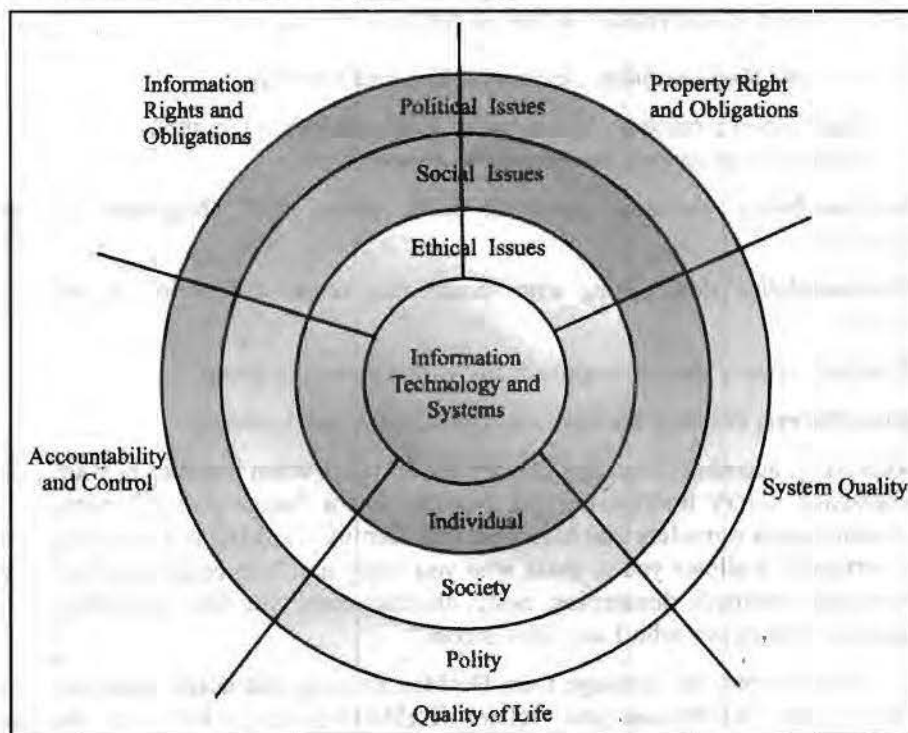 Information
Rights and
Obligations
Property Right
and Obligations
Political Issues
Social Issues
Ethical Issues
Information
Technology and
Systems
Accountability
and Control
System Quality
Individual
Society
Polity
Quality of Life